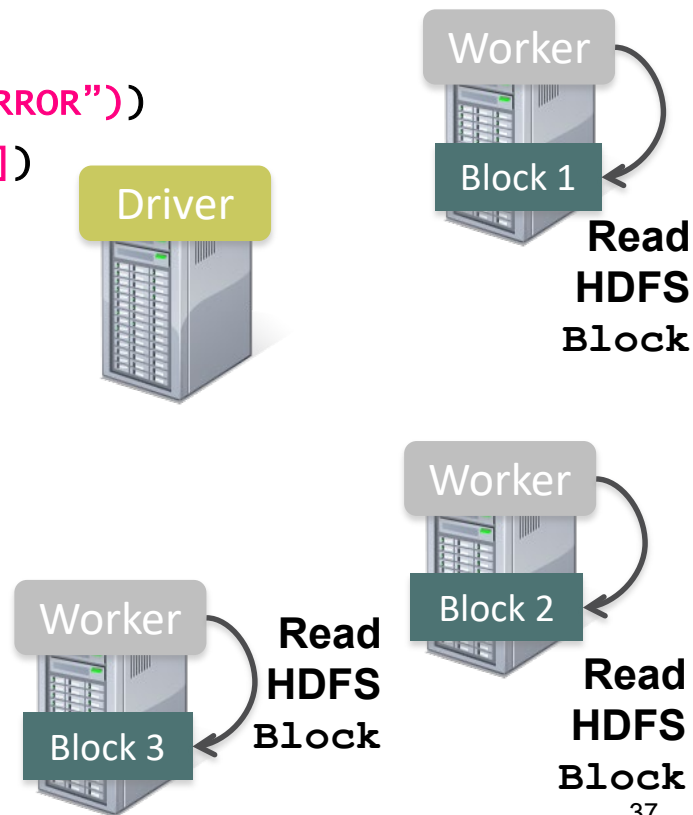 RROR”))
])
Driver
Worker
Block 1
Read
HDFS
Block
Worker
Block 2
Read
HDFS
Block
Worker
Block 3
Read
HDFS
Block
37